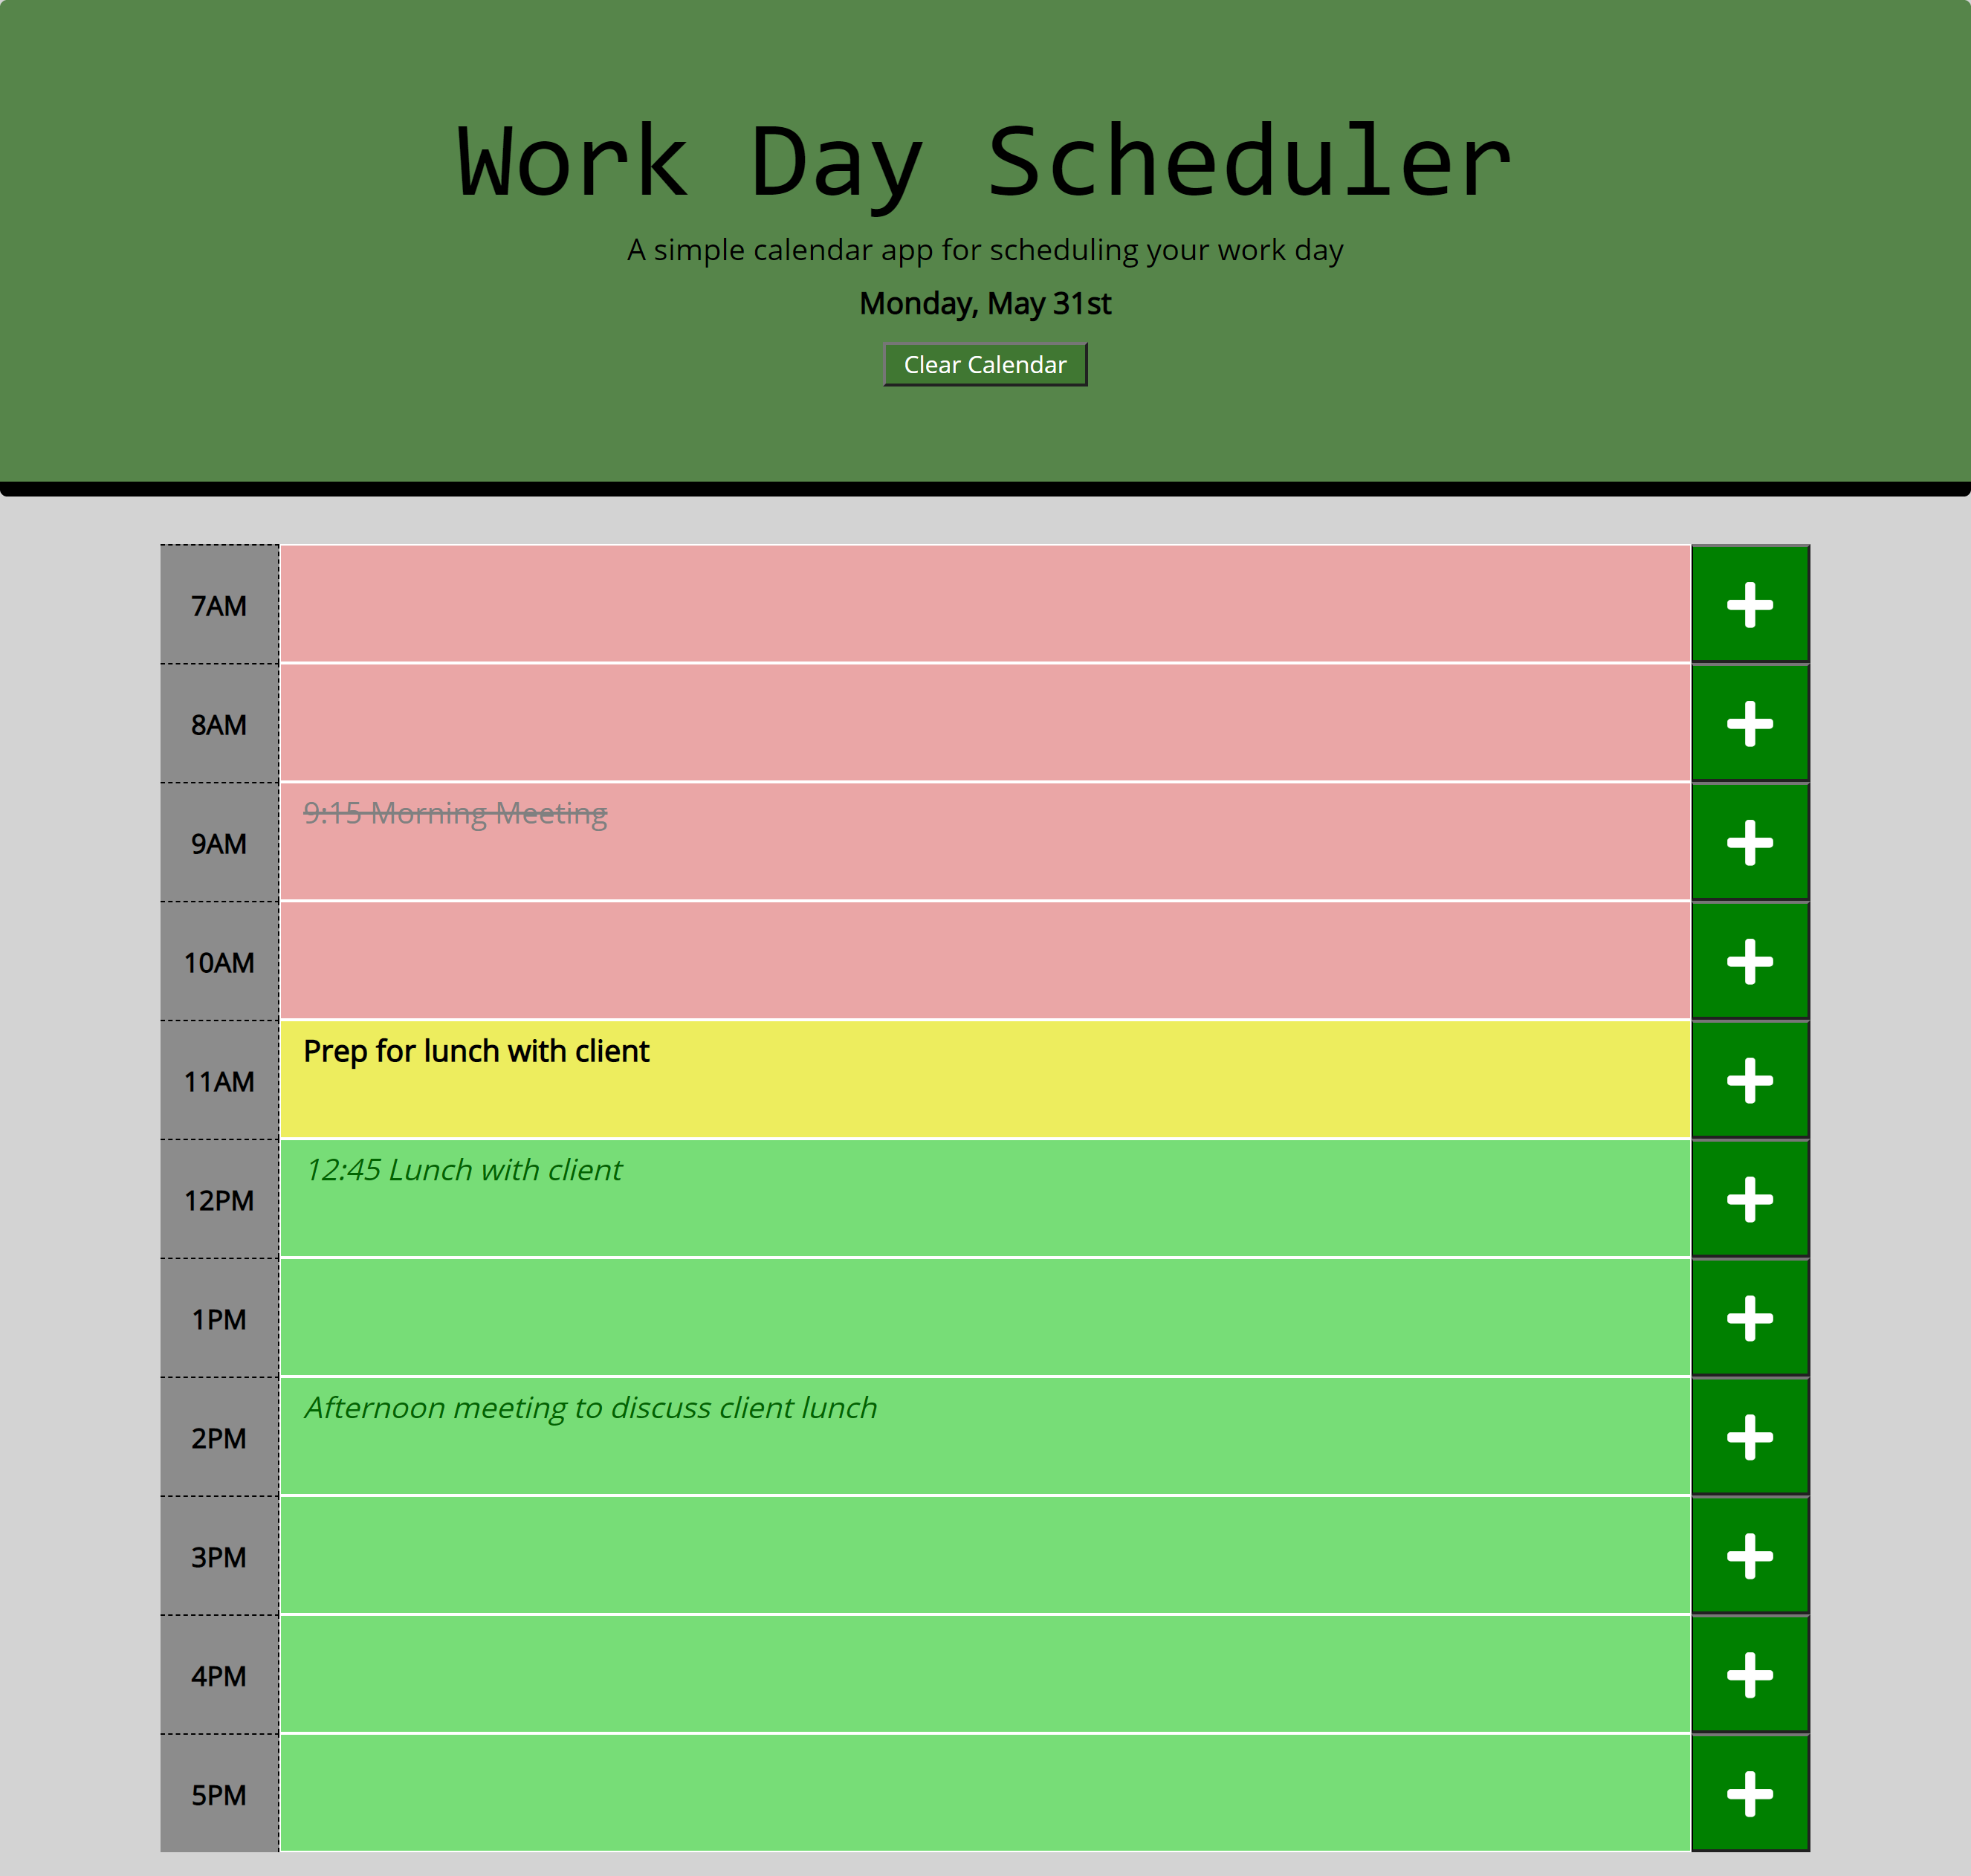 Work Day Scheduler
A simple calendar app for scheduling your work day
Monday, May 31st
Clear Calendar
7AM
8AM
9AM
9:15 Morning Meeting
10AM
11AM
Prep for lunch with client
12PM
12:45 Lunch with client
1PM
2PM
Afternoon meeting to discuss client lunch
3PM
4PM
5PM